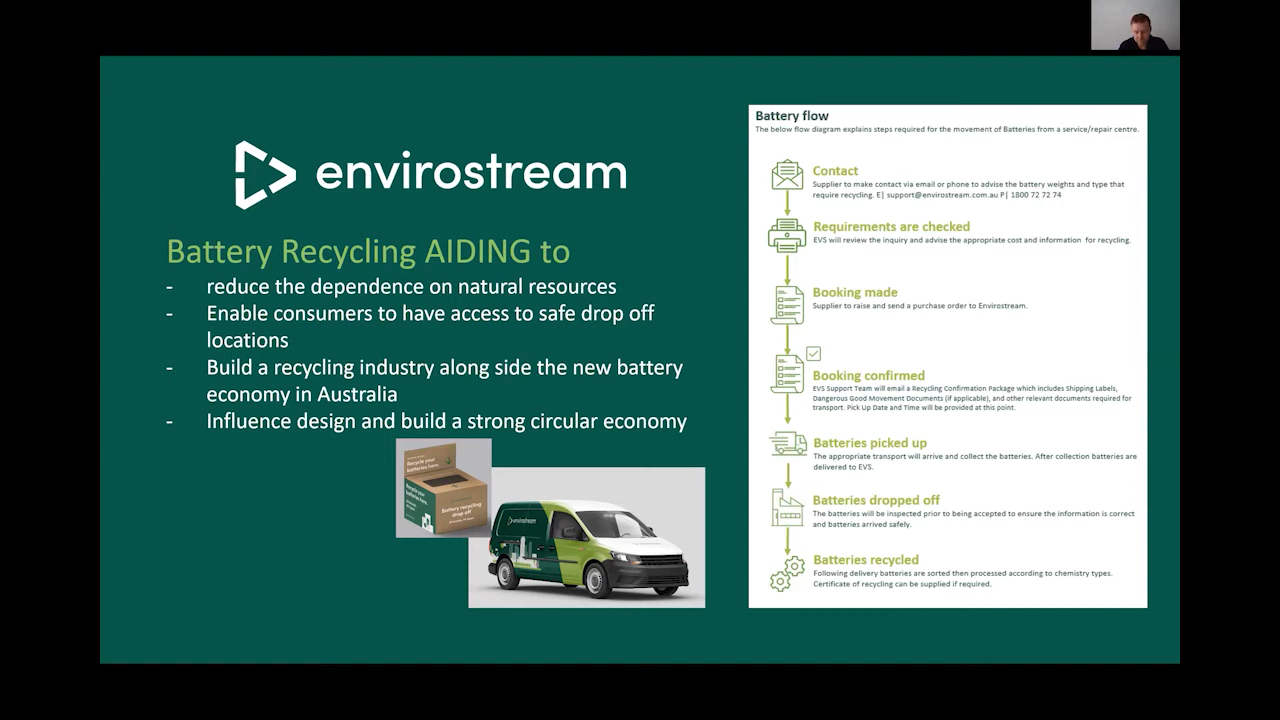 envirostream
Battery Recycling AIDING to
- reduce the dependence on natural resources
- Enable consumers to have access to safe drop off
locations
- Build a recycling industry along side the new battery
economy in Australia
- Influence design and build a strong circular economy
Recycle your
batteries here.
Recycle your
batteries here.
Battery recycling
drop off
envirostream
Battery flow
The below flow diagram explains steps required for the movement of Batteries from a service/repair centre.
Contact
Supplier to make contact via email or phone to advise the battery weights and type that
require recycling. E| support@envirostream.com.au P| 1800 72 72 74
Requirements are checked
EVS will review the inquiry and advise the appropriate cost and information for recycling.
Booking made
Supplier to raise and send a purchase order to Envirostream.
Booking confirmed
EVS Support Team will email a Recycling Confirmation Package which includes Shipping Labels,
Dangerous Good Movement Documents (if applicable), and other relevant documents required for
transport. Pick Up Date and Time will be provided at this point.
Batteries picked up
The appropriate transport will arrive and collect the batteries. After collection batteries are
delivered to EVS.
Batteries dropped off
The batteries will be inspected prior to being accepted to ensure the information is correct
and batteries arrived safely.
Batteries recycled
Following delivery batteries are sorted then processed according to chemistry types.
Certificate of recycling can be supplied if required.